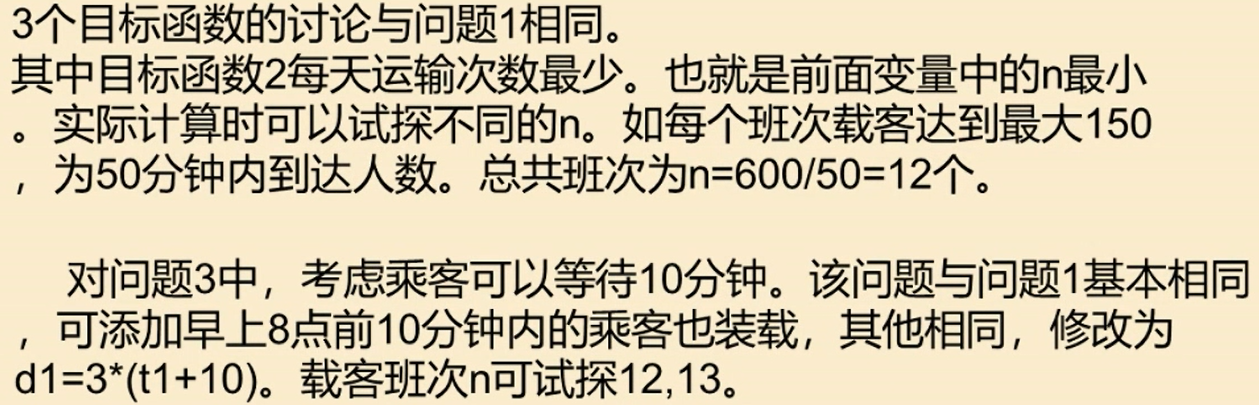 3个目标函数的讨论与问题1相同。
其中目标函数2每天运输次数最少。也就是前面变量中的n最小
。实际计算时可以试探不同的n。如每个班次载客达到最大150
，为50分钟内到达人数。总共班次为n=600/50=12个。
对问题3中，考虑乘客可以等待10分钟。该问题与问题1基本相同
，可添加早上8点前10分钟内的乘客也装载，其他相同，修改为
d1=3*(t1+10)。载客班次n可试探12,13。